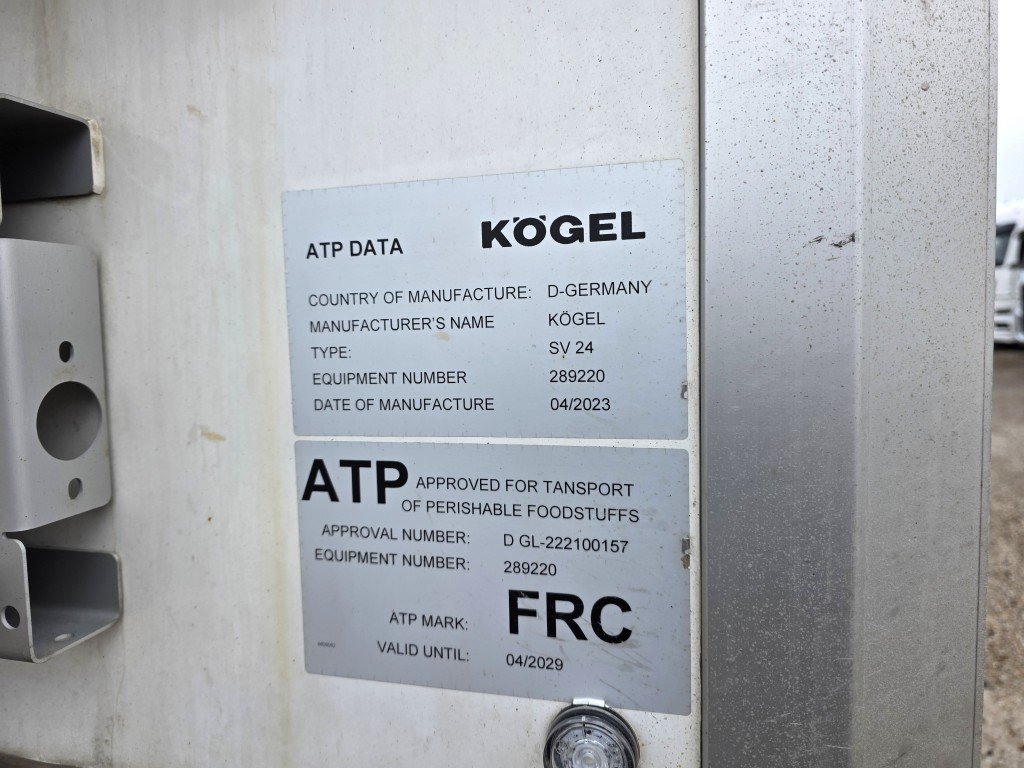 ATP DATA KÖGEL
COUNTRY OF MANUFACTURE: D-GERMANY
MANUFACTURER'S NAME KÖGEL
TYPE: SV 24
EQUIPMENT NUMBER 289220
DATE OF MANUFACTURE 04/2023
ATP APPROVED FOR TANSPORT
OF PERISHABLE FOODSTUFFS
APPROVAL NUMBER: D GL-222100157
EQUIPMENT NUMBER: 289220
ATP MARK: FRC
VALID UNTIL: 04/2029